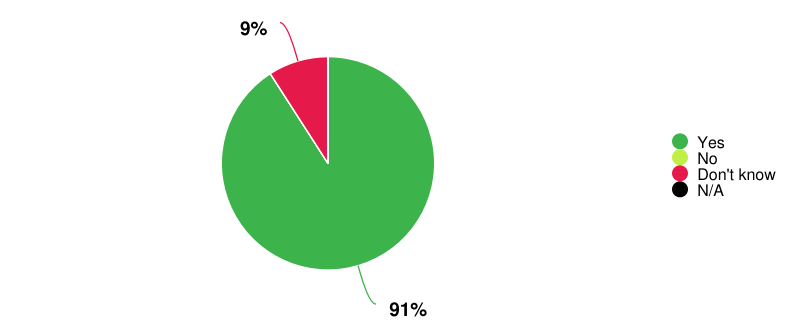 9%
Yes
No
Don't know
N/A
91%